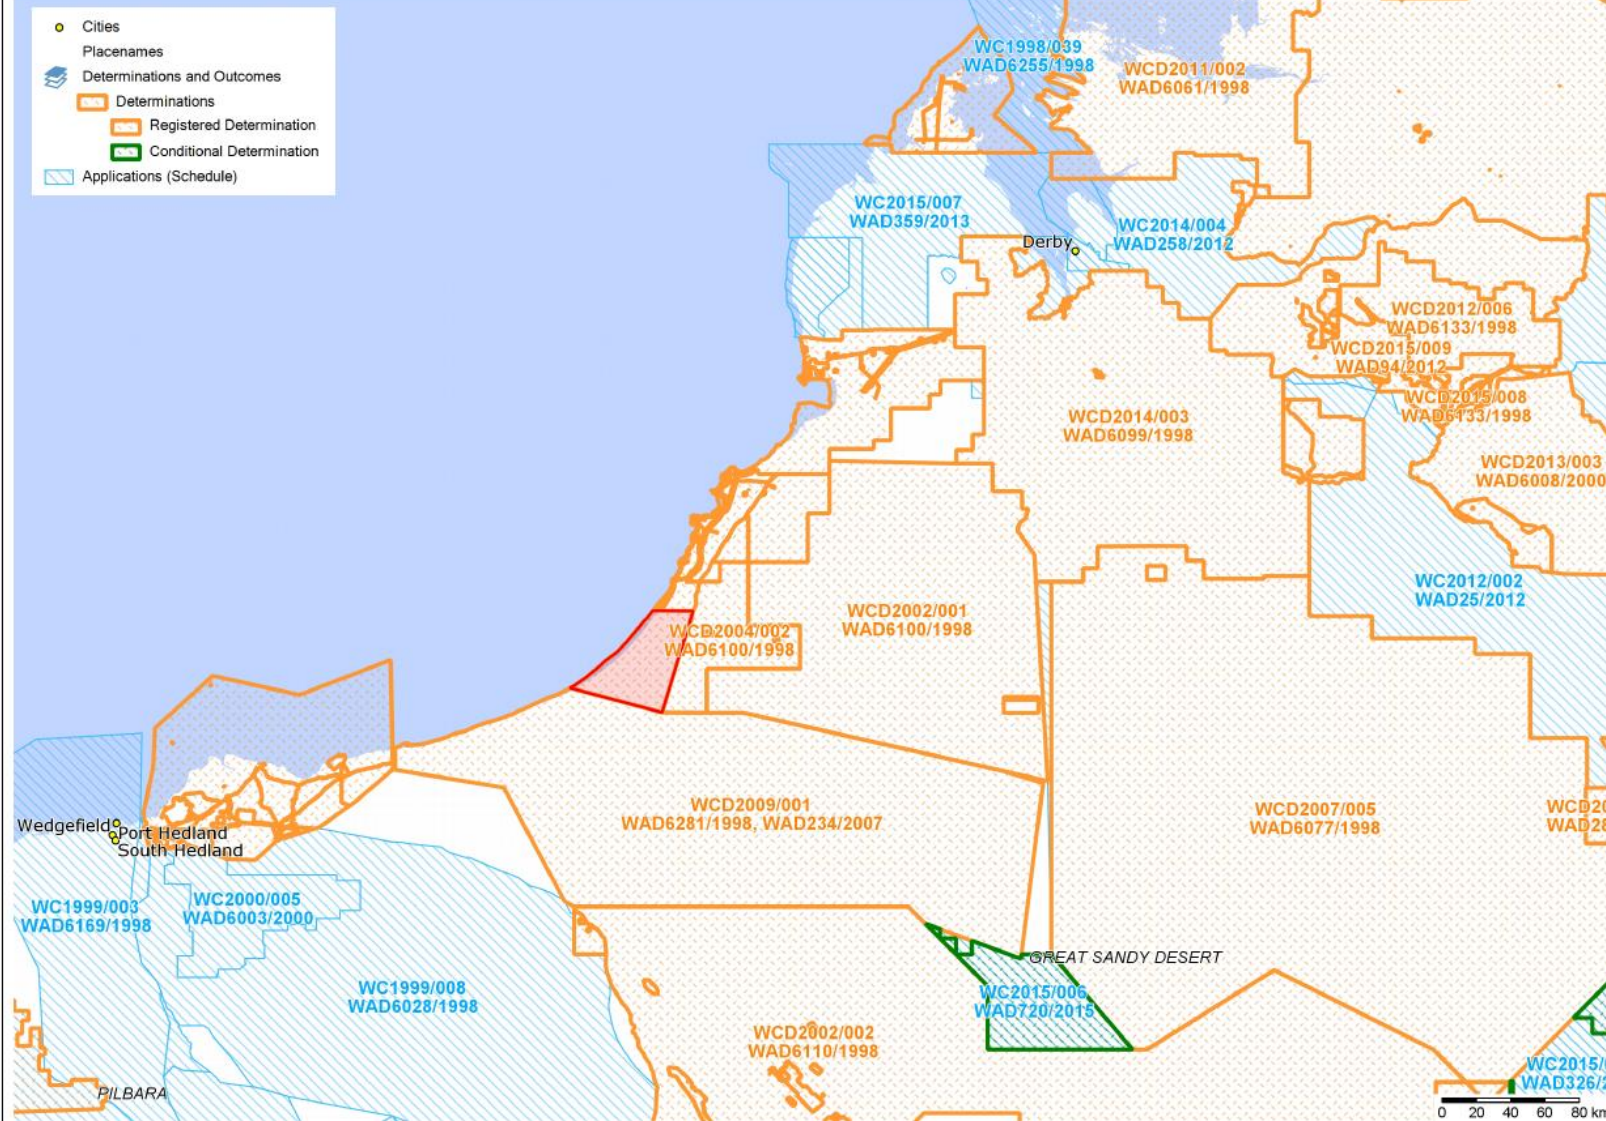 Cities
Placenames
Determinations and Outcomes
Determinations
Registered Determination
Conditional Determination
Applications (Schedule)
WC1998/039
WAD6255/1998
WCD2011/002
WAD6061/1998
WC2015/007
WAD359/2013
WC2014/004
WAD258/2012
Derby
WCD2012/006
WAD6133/1998
WCD2015/009
WAD94/2012
WCD2015/008
WAD6133/1998
WCD2014/003
WAD6099/1998
WCD2013/003
WAD6008/2000
WC2012/002
WAD25/2012
WCD2002/001
WAD6100/1998
WCD2004/002
WAD6100/1998
WCD2009/001
WAD6281/1998, WAD234/2007
WCD2007/005
WAD6077/1998
WCD20
WAD28
Wedgefield
Port Hedland
South Hedland
WC1999/003
WAD6169/1998
WC2000/005
WAD6003/2000
WC1999/008
WAD6028/1998
GREAT SANDY DESERT
WC2015/006
WAD720/2015
WCD2002/002
WAD6110/1998
WC2015/
WAD326/2
PILBARA
0 20 40 60 80 km